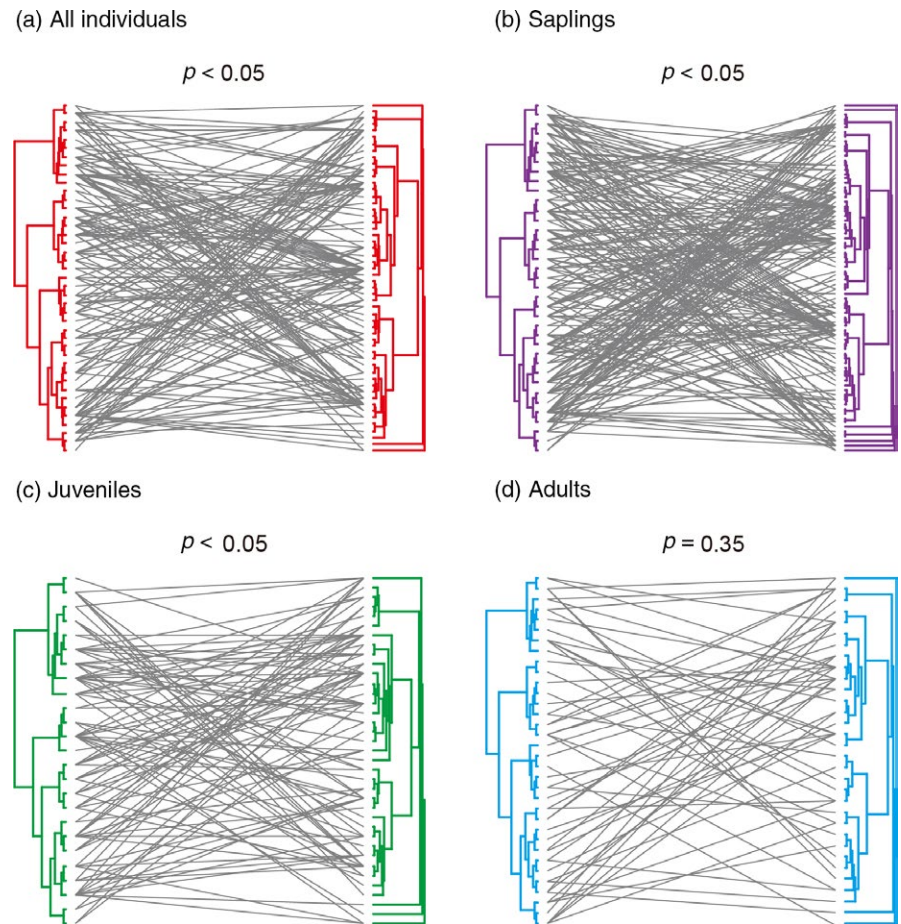 (a) All individuals
p < 0.05
(b) Saplings
p < 0.05
(c) Juveniles
p < 0.05
(d) Adults
p = 0.35